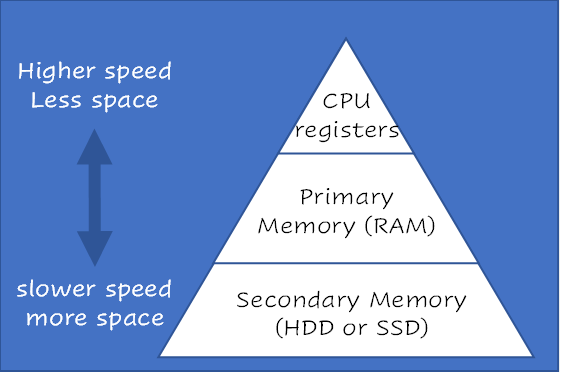 Higher speed
Less space
CPU
registers
Primary
Memory (RAM)
slower speed
more space
Secondary Memory
(HDD or SSD)